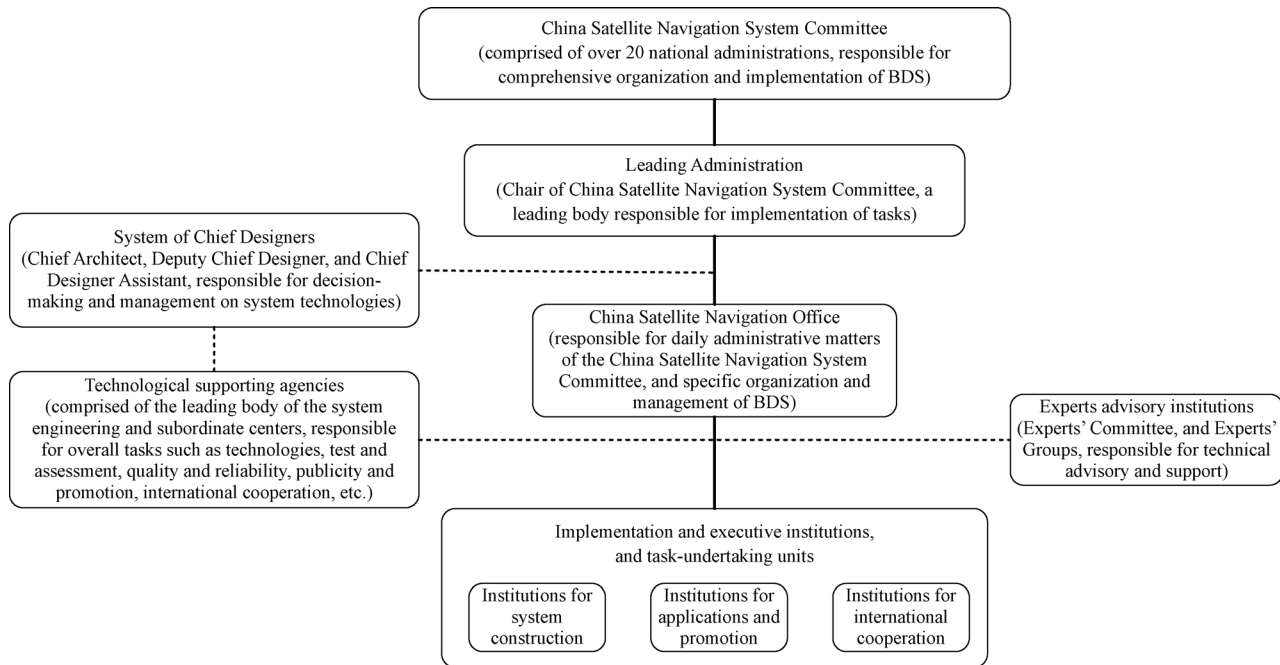 China Satellite Navigation System Committee
(comprised of over 20 national administrations, responsible for
comprehensive organization and implementation of BDS)
Leading Administration
(Chair of China Satellite Navigation System Committee, a
leading body responsible for implementation of tasks)
System of Chief Designers
(Chief Architect, Deputy Chief Designer, and Chief
Designer Assistant, responsible for decision-
making and management on system technologies)
China Satellite Navigation Office
(responsible for daily administrative matters
of the China Satellite Navigation System
Committee, and specific organization and
management of BDS)
Technological supporting agencies
(comprised of the leading body of the system
engineering and subordinate centers, responsible
for overall tasks such as technologies, test and
assessment, quality and reliability, publicity and
promotion, international cooperation, etc.)
Experts advisory institutions
(Experts’ Committee, and Experts’
Groups, responsible for technical
advisory and support)
Implementation and executive institutions,
and task-undertaking units
Institutions for
system
construction
Institutions for
applications and
promotion
Institutions for
international
cooperation